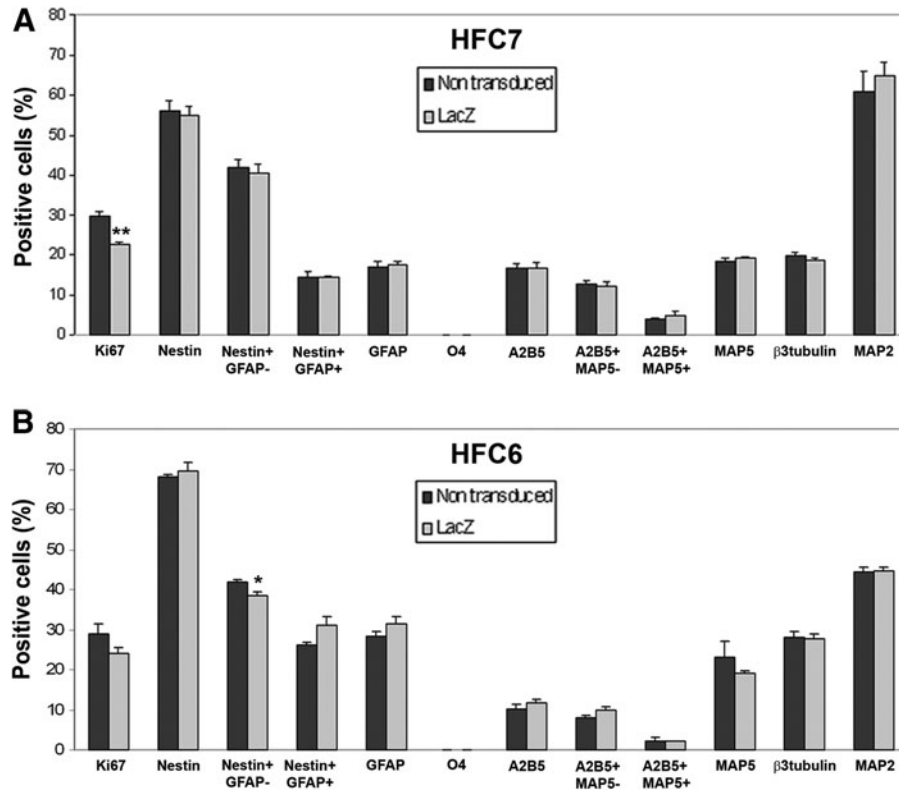 A
HFC7
Positive cells (%)
80
70
60
50
40
30
20
10
0
Non transduced
LacZ
**
Ki67
Nestin
Nestin+
GFAP-
Nestin+
GFAP+
GFAP
O4
A2B5
A2B5+
MAP5-
A2B5+
MAP5+
MAP5
β3tubulin
MAP2
B
HFC6
Positive cells (%)
80
70
60
50
40
30
20
10
0
Non transduced
LacZ
*
Ki67
Nestin
Nestin+
GFAP-
Nestin+
GFAP+
GFAP
O4
A2B5
A2B5+
MAP5-
A2B5+
MAP5+
MAP5
β3tubulin
MAP2